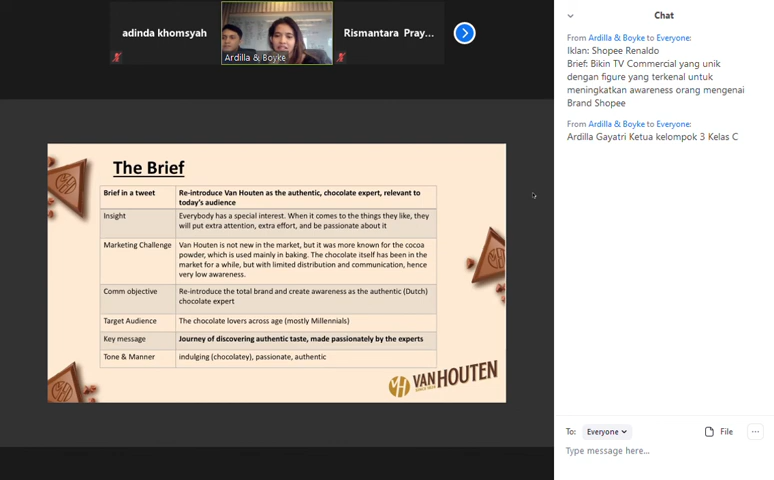 adinda khomsyah
Ardilla & Boyke
Rismantara Pray...
The Brief
Brief in a tweet
Re-introduce Van Houten as the authentic, chocolate expert, relevant to
today's audience
Insight
Everybody has a special interest. When it comes to the things they like, they
will put extra attention, extra effort, and be passionate about it
Marketing Challenge
Van Houten is not new in the market, but it was more known for the cocoa
powder, which is used mainly in baking. The chocolate itself has been in the
market for a while, but with limited distribution and communication, hence
very low awareness.
Comm objective
Re-introduce the total brand and create awareness as the authentic (Dutch)
chocolate expert
Target Audience
The chocolate lovers across age (mostly Millennials)
Key message
Journey of discovering authentic taste, made passionately by the experts
Tone & Manner
indulging (chocolatey), passionate, authentic
VH VAN HOUTEN
Chat
From Ardilla & Boyke to Everyone:
Iklan: Shopee Renaldo
Brief: Bikin TV Commercial yang unik
dengan figure yang terkenal untuk
meningkatkan awareness orang mengenai
Brand Shopee
From Ardilla & Boyke to Everyone:
Ardilla Gayatri Ketua kelompok 3 Kelas C
To: Everyone
File
...
Type message here...